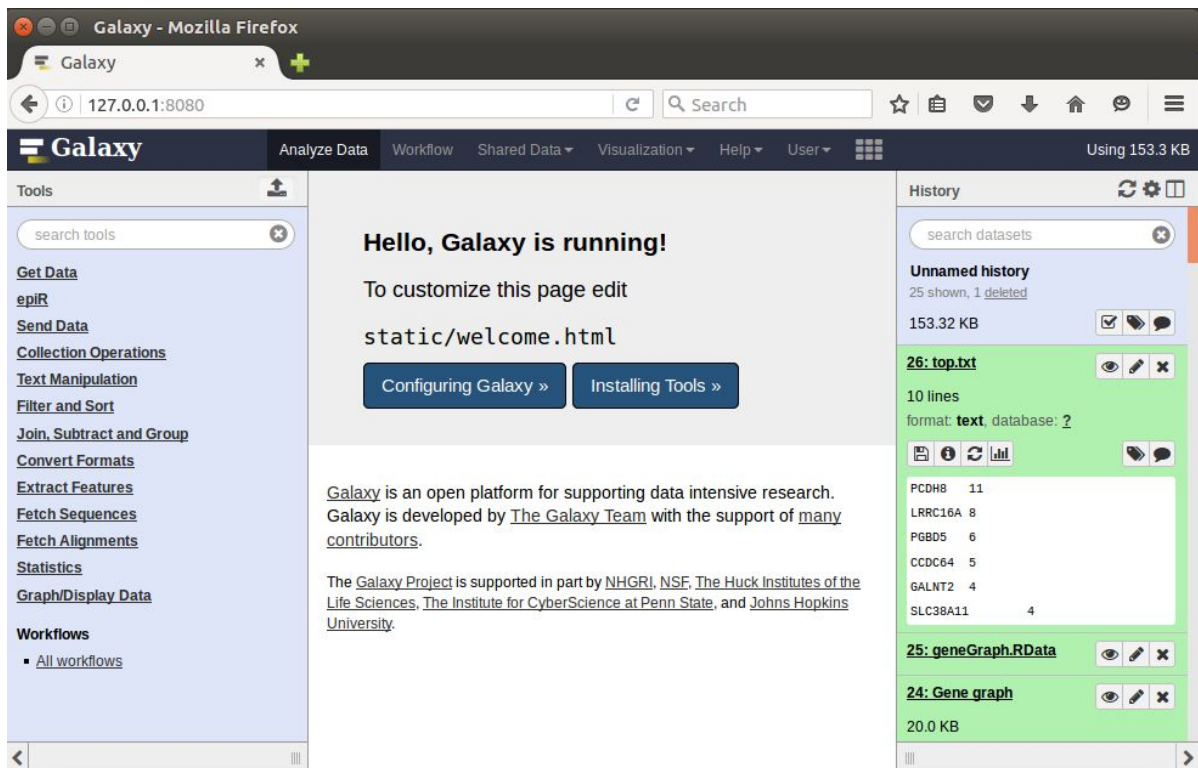 Galaxy - Mozilla Firefox
Galaxy
127.0.0.1:8080
Search
Galaxy
Analyze Data
Workflow
Shared Data
Visualization
Help
User
Using 153.3 KB
Tools
search tools
Get Data
epiR
Send Data
Collection Operations
Text Manipulation
Filter and Sort
Join, Subtract and Group
Convert Formats
Extract Features
Fetch Sequences
Fetch Alignments
Statistics
Graph/Display Data
Workflows
All workflows
Hello, Galaxy is running!
To customize this page edit
static/welcome.html
Configuring Galaxy »
Installing Tools »
Galaxy is an open platform for supporting data intensive research.
Galaxy is developed by The Galaxy Team with the support of many
contributors.
The Galaxy Project is supported in part by NHGRI, NSF, The Huck Institutes of the
Life Sciences, The Institute for CyberScience at Penn State, and Johns Hopkins
University.
History
search datasets
Unnamed history
25 shown, 1 deleted
153.32 KB
26: top.txt
10 lines
format: text, database: ?
PCDH8 11
LRRC16A 8
PGBD5 6
CCDC64 5
GALNT2 4
SLC38A11 4
25: geneGraph.RData
24: Gene graph
20.0 KB